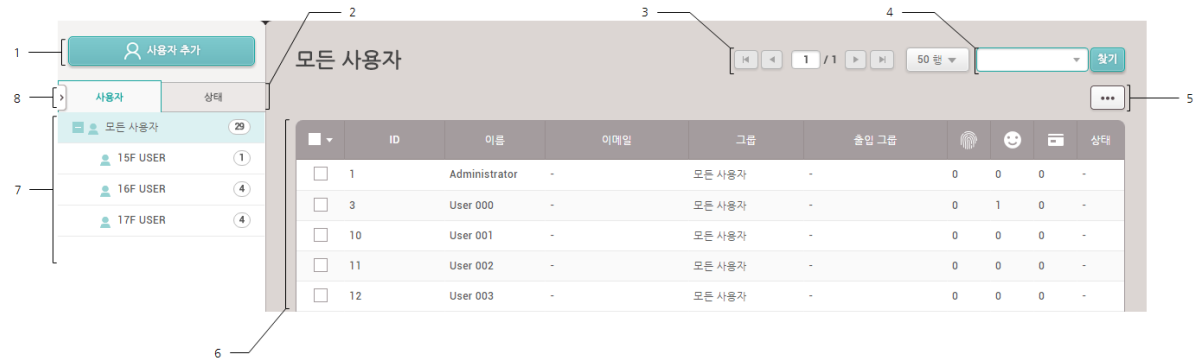 2
3
4
1
사용자 추가
모든 사용자
1 / 1
50 행
찾기
8
사용자
상태
5
•••
7
모든 사용자 29
15F USER 1
16F USER 4
17F USER 4
ID 이름 이메일 그룹 출입 그룹 상태
1 Administrator - 모든 사용자 - 0 0 0 -
3 User 000 - 모든 사용자 - 0 1 0 -
10 User 001 - 모든 사용자 - 0 0 0 -
11 User 002 - 모든 사용자 - 0 0 0 -
12 User 003 - 모든 사용자 - 0 0 0 -
6